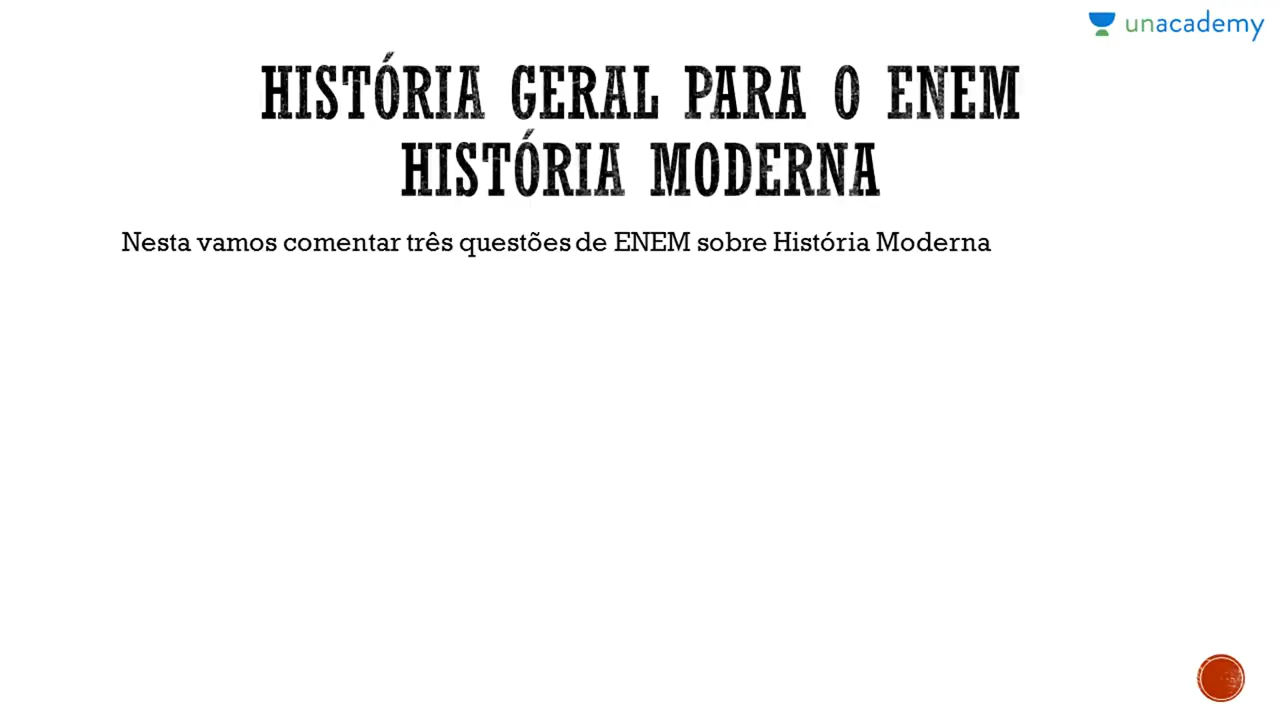 unacademy
HISTÓRIA GERAL PARA O ENEM
HISTÓRIA MODERNA
Nesta vamos comentar três questões de ENEM sobre História Moderna